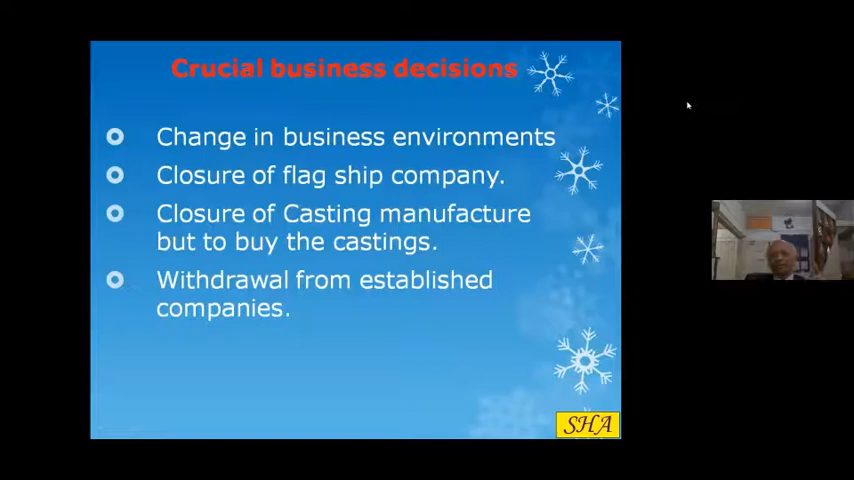 Crucial business decisions
Change in business environments
Closure of flag ship company.
Closure of Casting manufacture
but to buy the castings.
Withdrawal from established
companies.
SHA